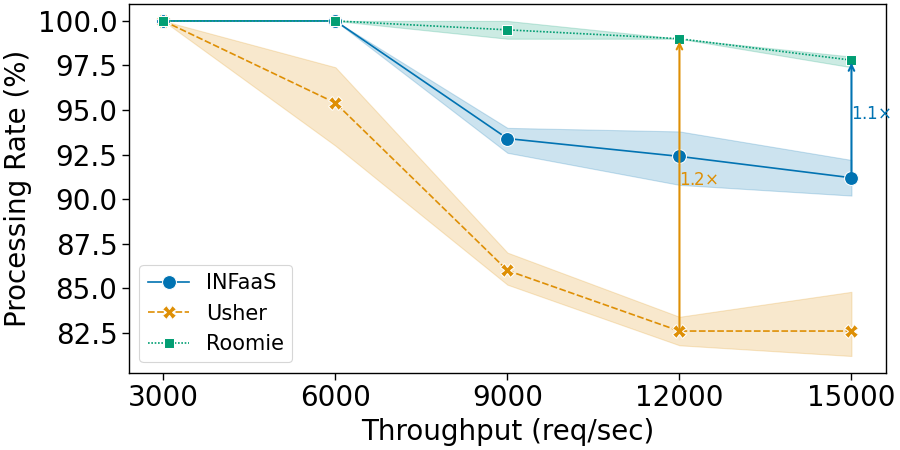 100.0
97.5
95.0
92.5
90.0
87.5
85.0
82.5
Processing Rate (%)
1.1×
1.2×
INFaaS
Usher
Roomie
3000 6000 9000 12000 15000
Throughput (req/sec)